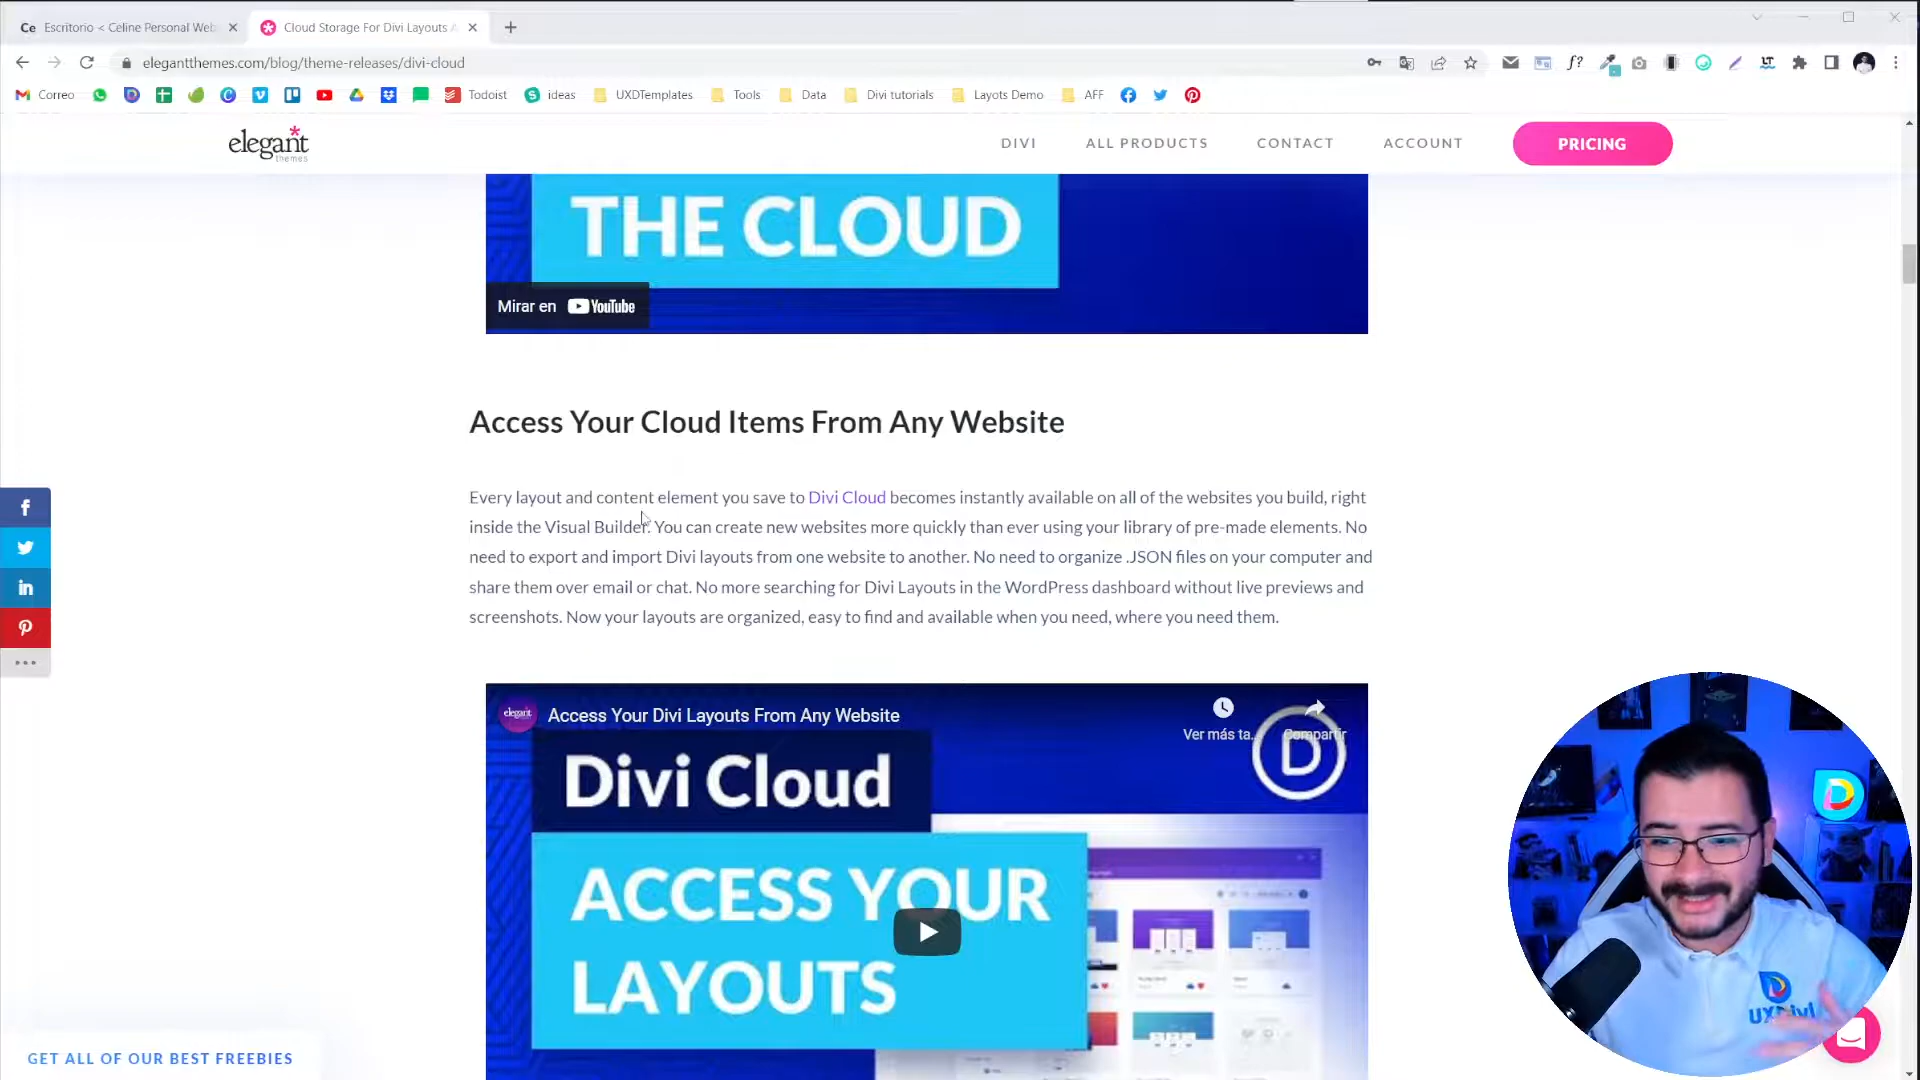 Ce Escritorio < Celine Personal Web
Cloud Storage For Divi Layouts A
elegantthemes.com/blog/theme-releases/divi-cloud
f?
LT
Correo
Todoist
ideas
UXDTemplates
Tools
Data
Divi tutorials
Layots Demo
AFF
elegant
themes
DIVI
ALL PRODUCTS
CONTACT
ACCOUNT
PRICING
THE CLOUD
Mirar en YouTube
Access Your Cloud Items From Any Website
Every layout and content element you save to Divi Cloud becomes instantly available on all of the websites you build, right
inside the Visual Builder. You can create new websites more quickly than ever using your library of pre-made elements. No
need to export and import Divi layouts from one website to another. No need to organize .JSON files on your computer and
share them over email or chat. No more searching for Divi Layouts in the WordPress dashboard without live previews and
screenshots. Now your layouts are organized, easy to find and available when you need, where you need them.
elegant
Access Your Divi Layouts From Any Website
Ver más ta...
Compartir
D
Divi Cloud
ACCESS YOUR
LAYOUTS
UXDivi
GET ALL OF OUR BEST FREEBIES